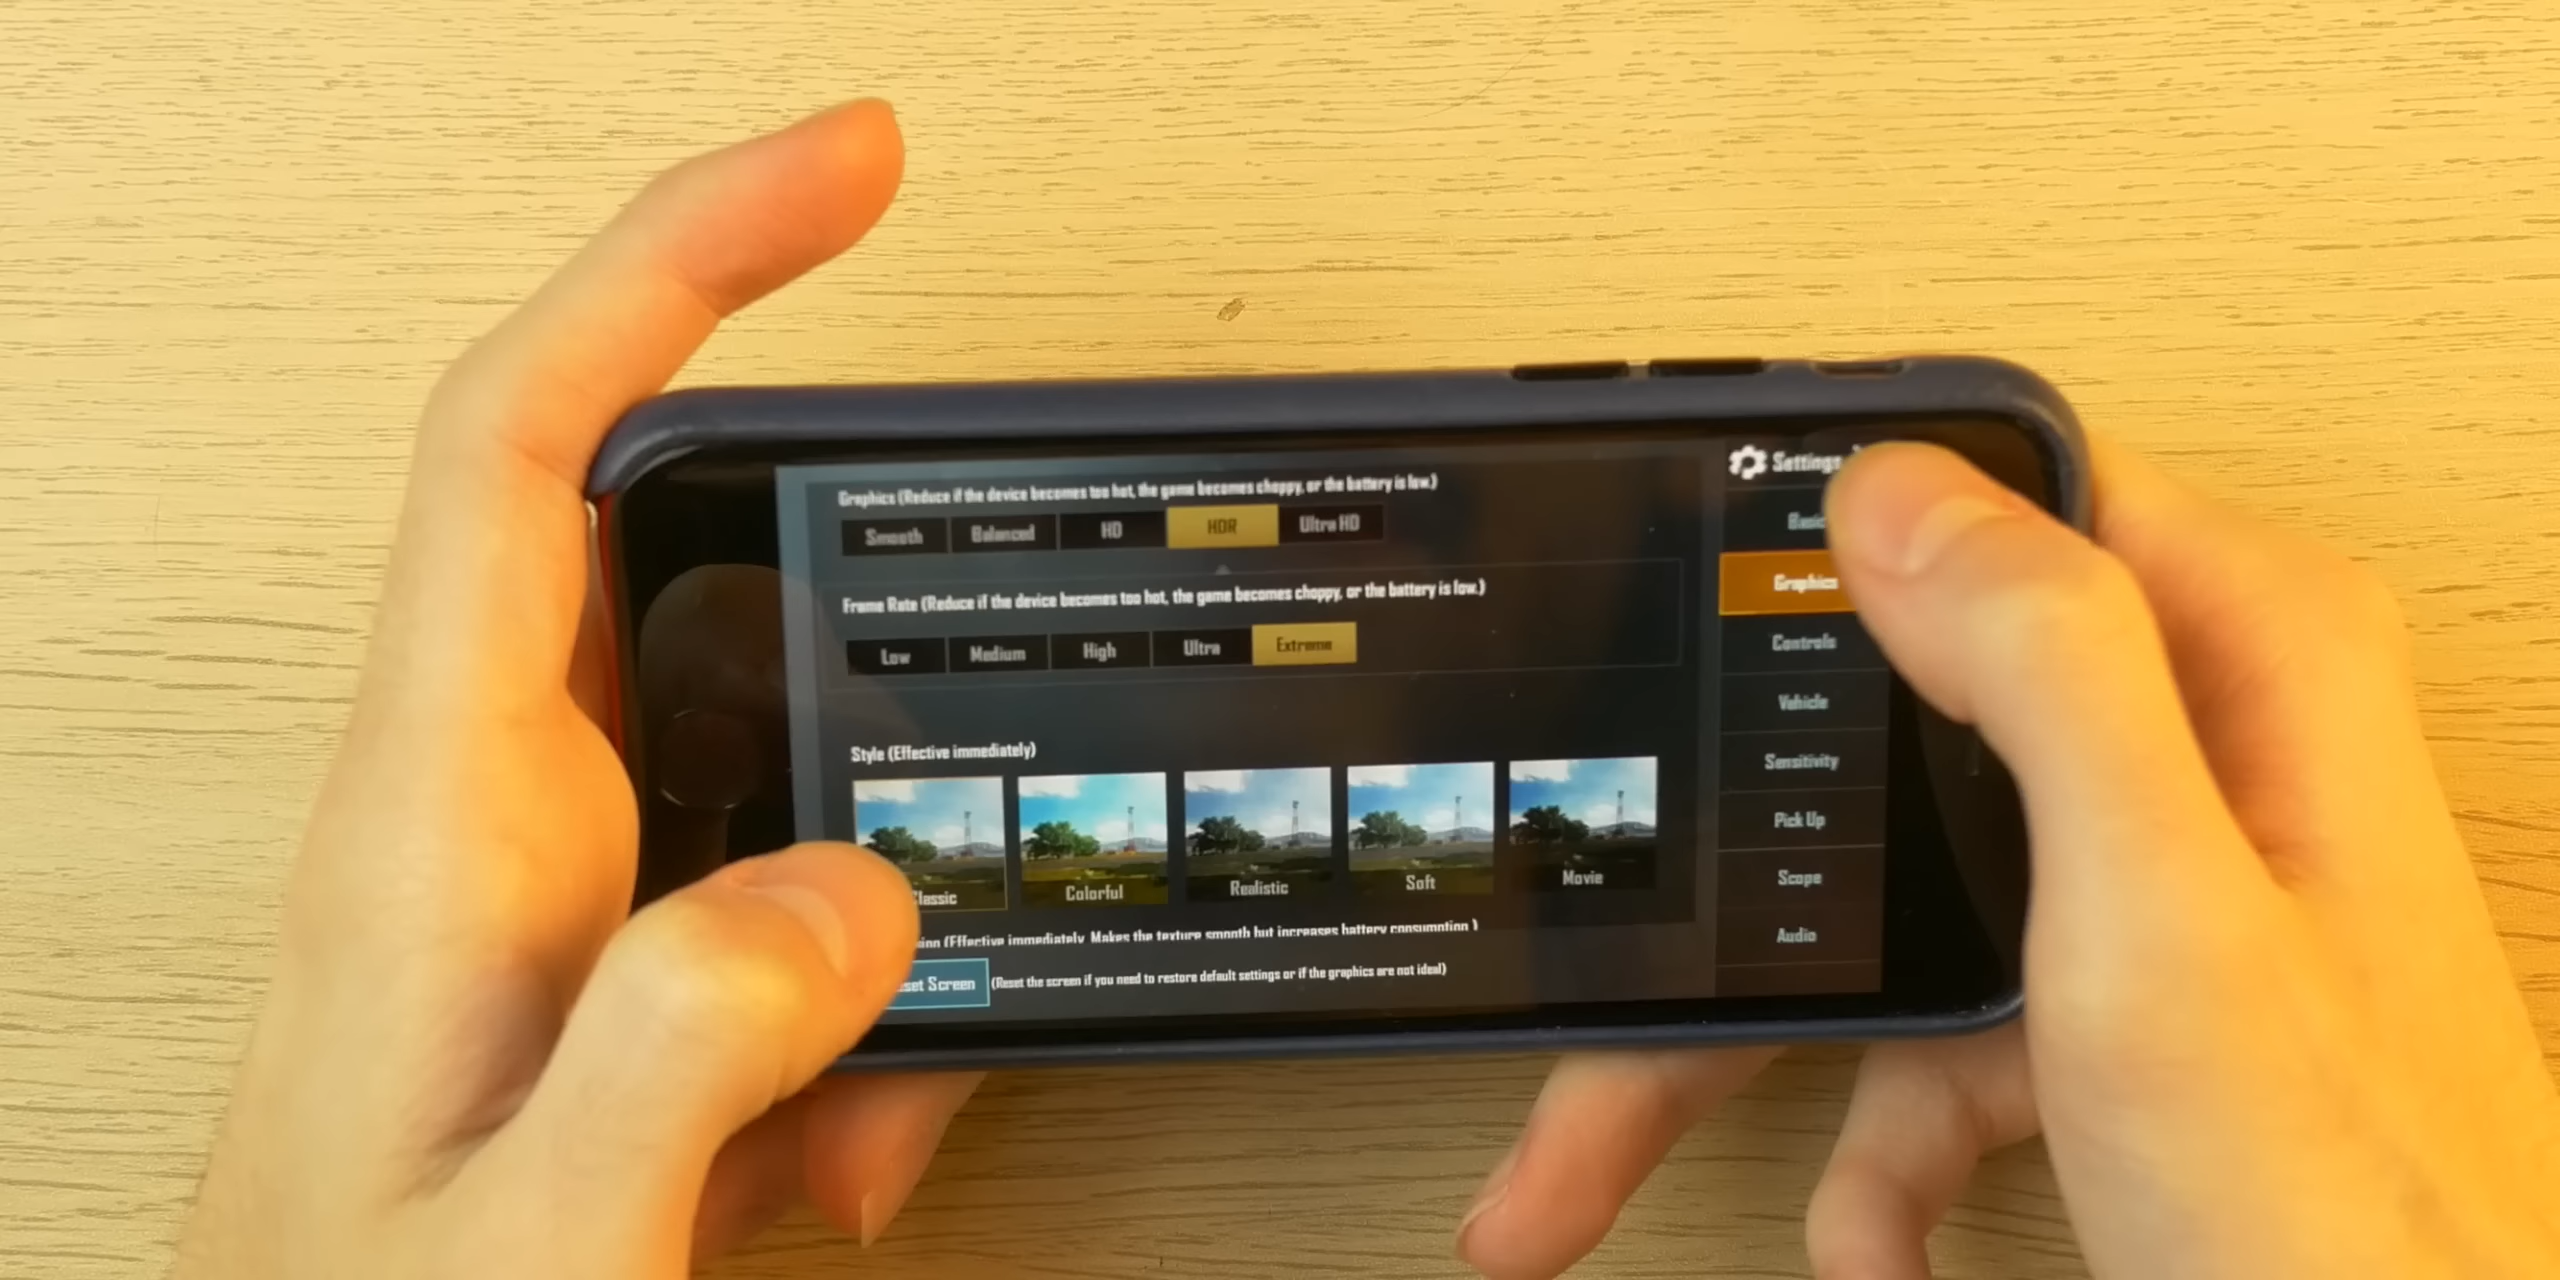 Graphics (Reduce if the device becomes too hot, the game becomes choppy, or the battery is low.)
Smooth Balanced HD HDR Ultra HD
Frame Rate (Reduce if the device becomes too hot, the game becomes choppy, or the battery is low.)
Low Medium High Ultra Extreme
Style (Effective immediately)
lassic Colorful Realistic Soft Movie
(Effective immediately. Makes the texture smooth but increases battery consumption.)
set Screen (Reset the screen if you need to restore default settings or if the graphics are not ideal)
Settings
Basic
Graphics
Controls
Vehicle
Sensitivity
Pick Up
Scope
Audio